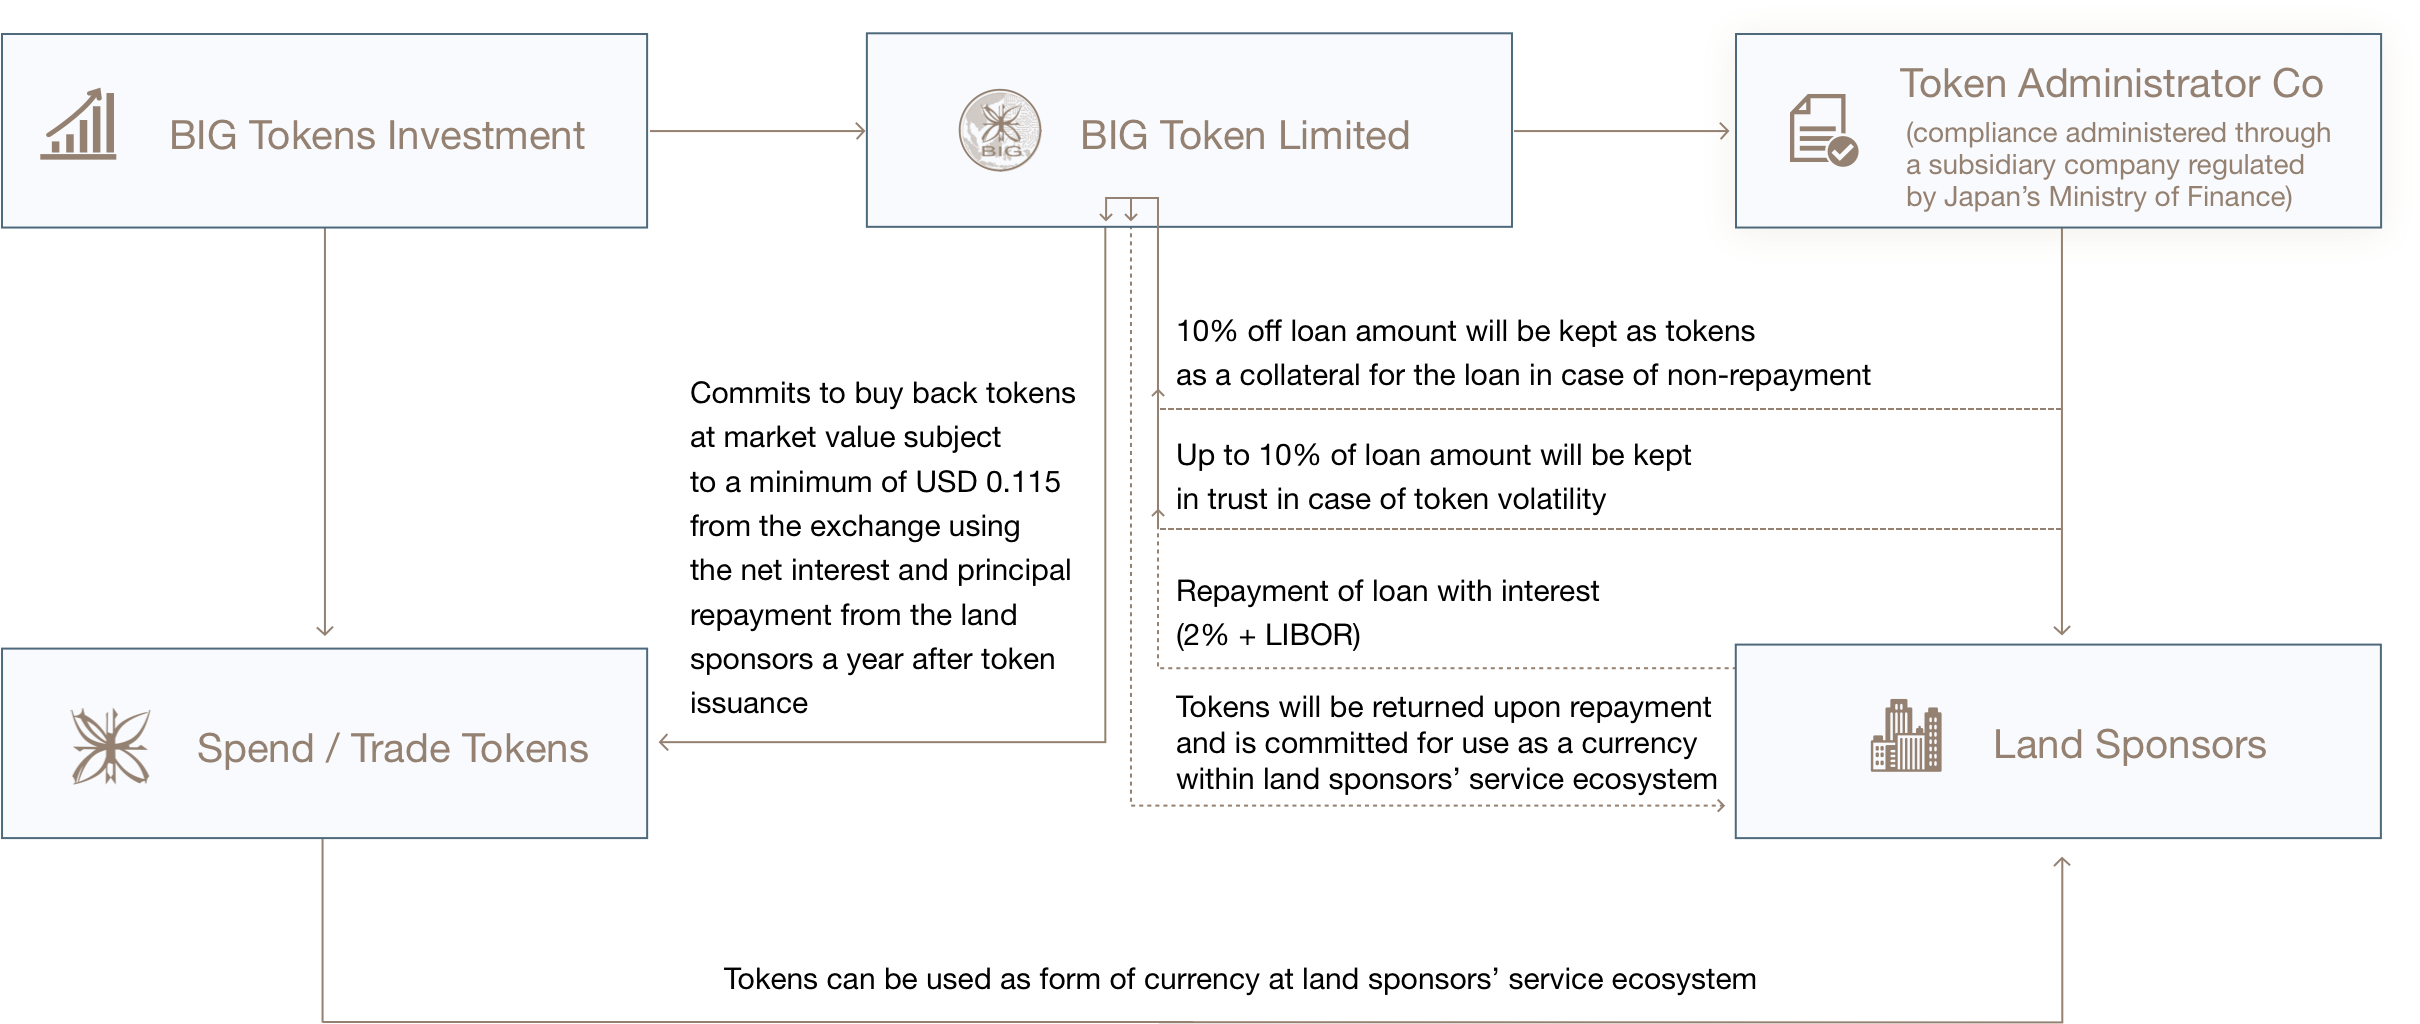 BIG Tokens Investment
BIG
BIG Token Limited
Token Administrator Co
(compliance administered through
a subsidiary company regulated
by Japan’s Ministry of Finance)
10% off loan amount will be kept as tokens
as a collateral for the loan in case of non-repayment
Commits to buy back tokens
at market value subject
to a minimum of USD 0.115
from the exchange using
the net interest and principal
repayment from the land
sponsors a year after token
issuance
Up to 10% of loan amount will be kept
in trust in case of token volatility
Repayment of loan with interest
(2% + LIBOR)
Tokens will be returned upon repayment
and is committed for use as a currency
within land sponsors’ service ecosystem
Spend / Trade Tokens
Land Sponsors
Tokens can be used as form of currency at land sponsors’ service ecosystem